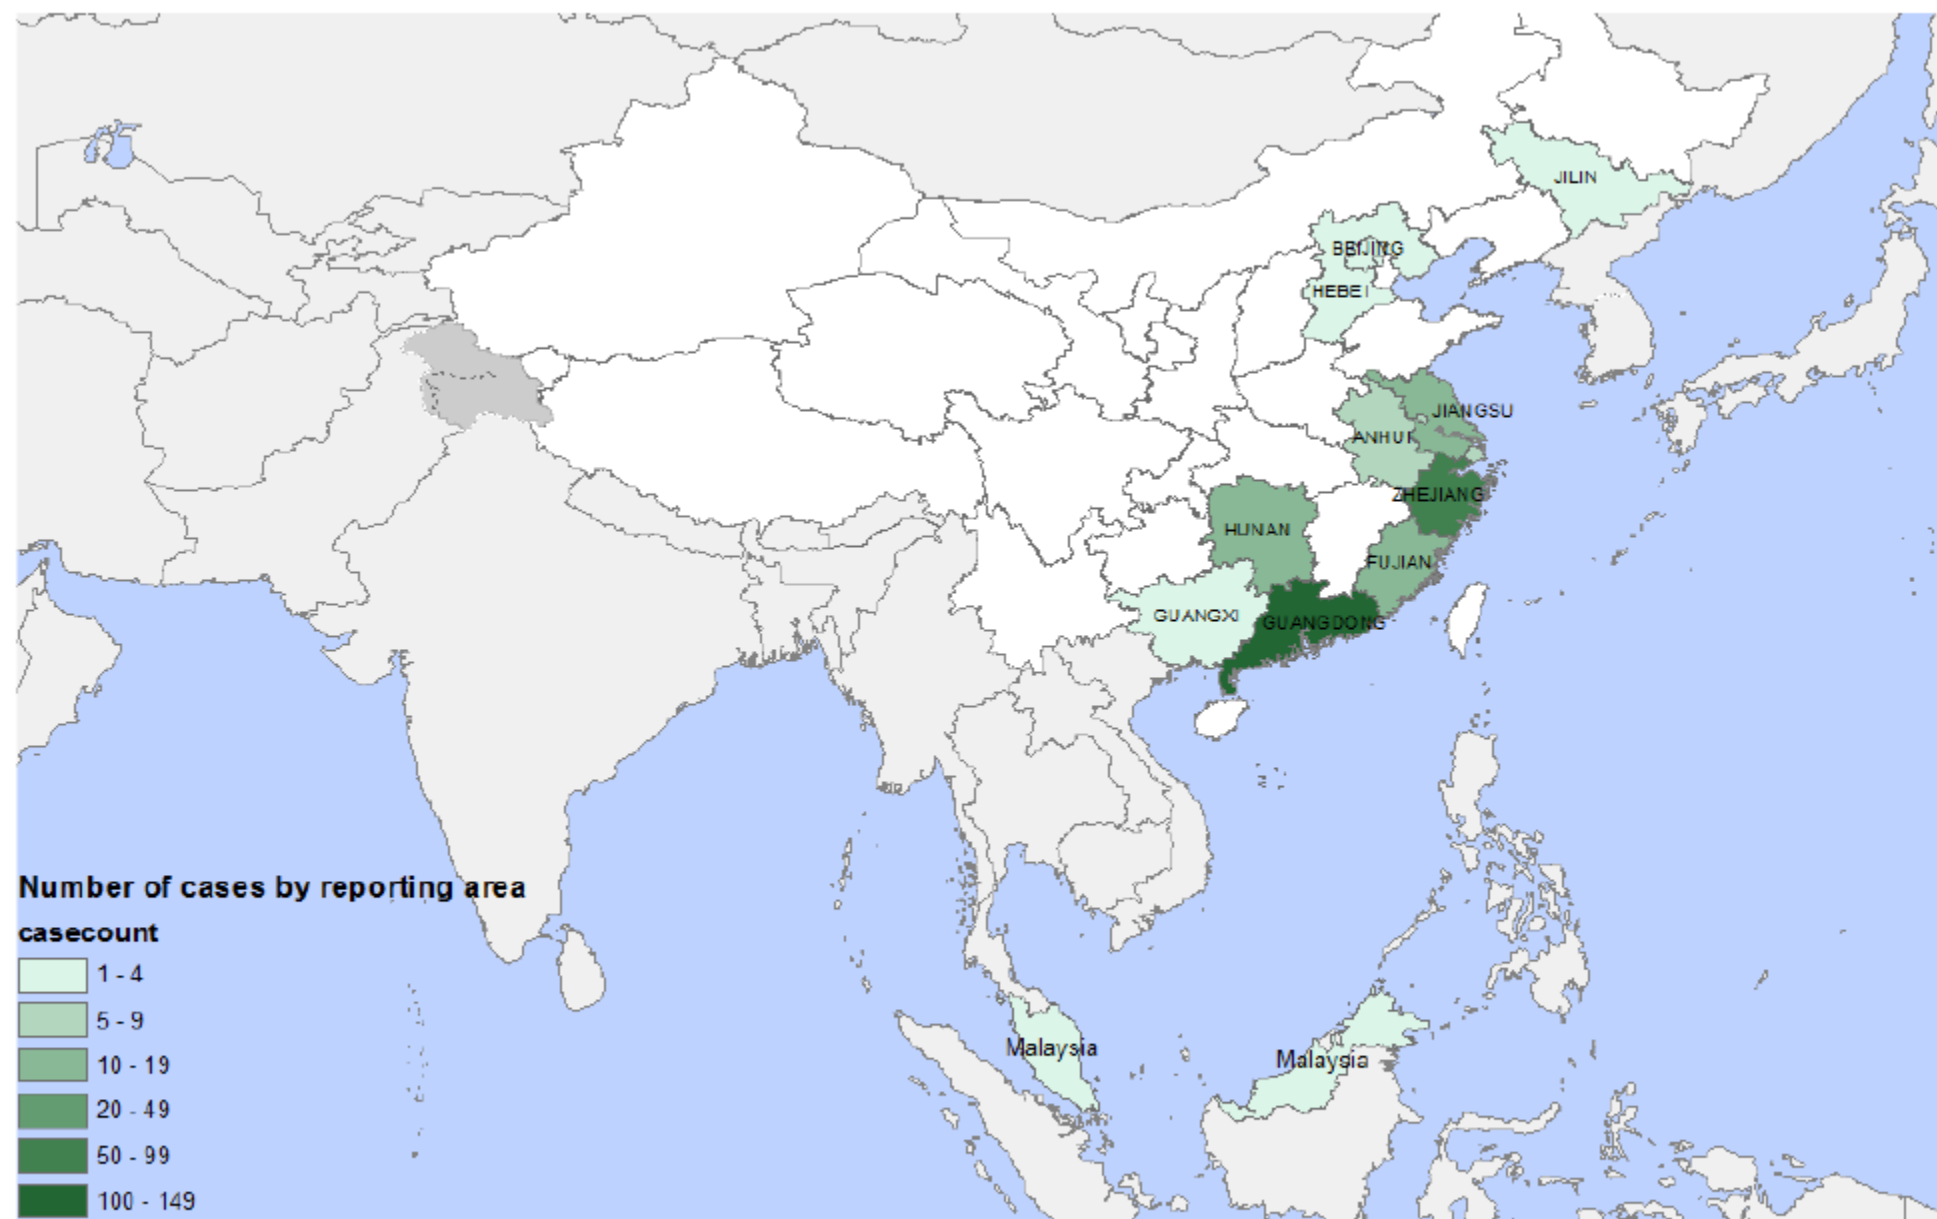 JILIN
BEIJING
HEBEI
JIANGSU
ANHUI
ZHEJIANG
HUNAN
FUJIAN
GUANGXI
GUANGDONG
Number of cases by reporting area
casecount
1 - 4
5 - 9
10 - 19
20 - 49
50 - 99
100 - 149
Malaysia
Malaysia